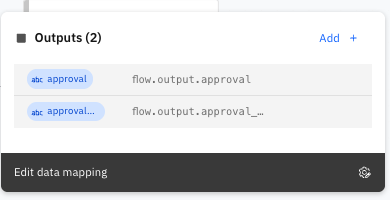 Outputs (2)
Add +
abc approval flow.output.approval
abc approval... flow.output.approval_…
Edit data mapping